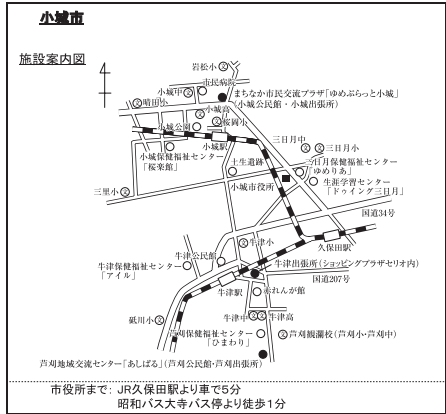 小城市
施設案内図
岩松小
市民病院
小城中
まちなか市民交流プラザ「ゆめぷらっと小城」
(小城公民館・小城出張所)
晴田小
小城高
桜岡小
小城公園
三日月中
三日月小
小城駅
小城保健福祉センター
「桜楽館」
土生遺跡
三日月保健福祉センター
「ゆめりあ」
小城市役所
生涯学習センター
「ドゥイング三日月」
三里小
国道34号
牛津小
久保田駅
牛津公民館
牛津出張所(ショッピングプラザセリオ内)
牛津保健福祉センター
「アイル」
国道207号
牛津駅
赤れんが館
牛津中
牛津高
砥川小
芦刈保健福祉センター
「ひまわり」
芦刈観瀾校(芦刈小・芦刈中)
芦刈地域交流センター「あしぱる」(芦刈公民館・芦刈出張所)
市役所まで: JR久保田駅より車で5分
昭和バス大寺バス停より徒歩1分